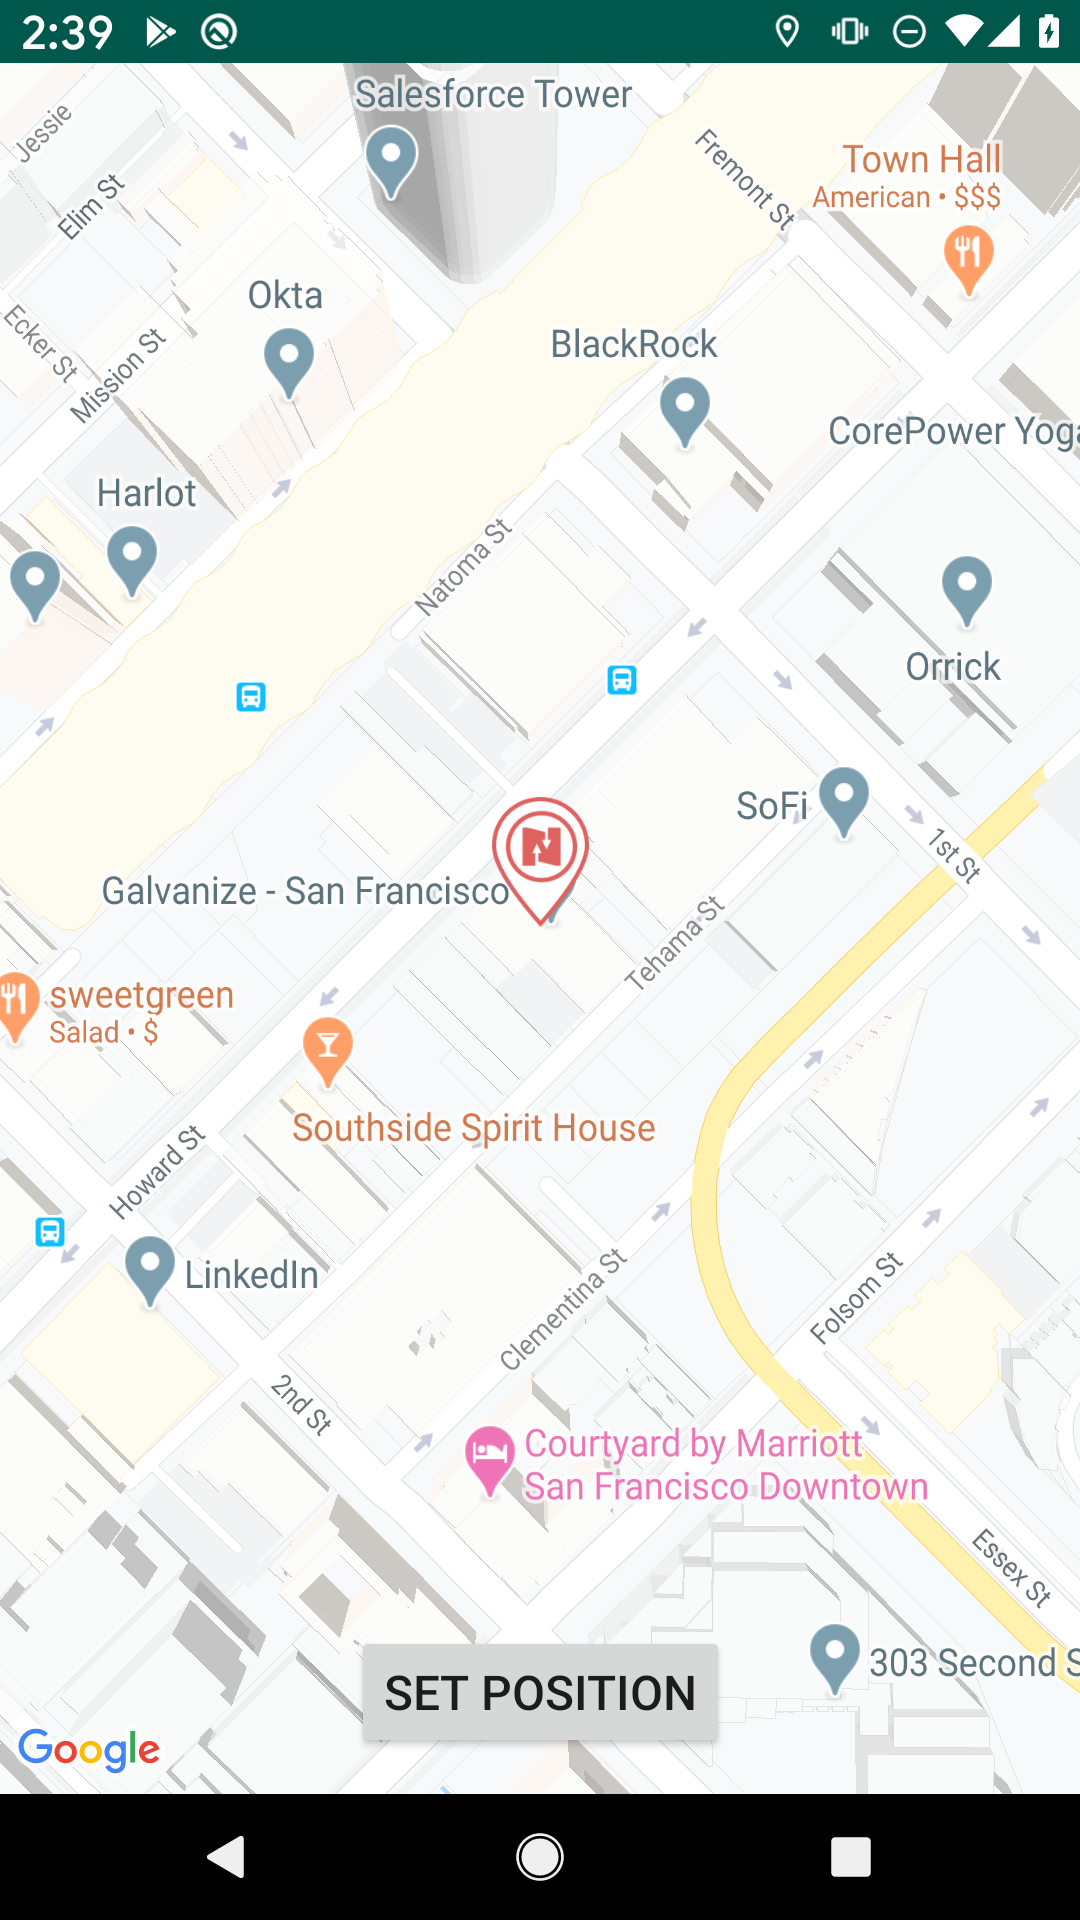 2:39
Salesforce Tower
Jessie
Fremont St
Town Hall
American • $$$
Elim St
Okta
Ecker St
Mission St
BlackRock
CorePower Yoga
Harlot
Natoma St
Orrick
SoFi
1st St
Galvanize - San Francisco
Tehama St
sweetgreen
Salad • $
Southside Spirit House
Howard St
LinkedIn
Clementina St
Folsom St
2nd St
Courtyard by Marriott
San Francisco Downtown
Essex St
303 Second S
SET POSITION
Google